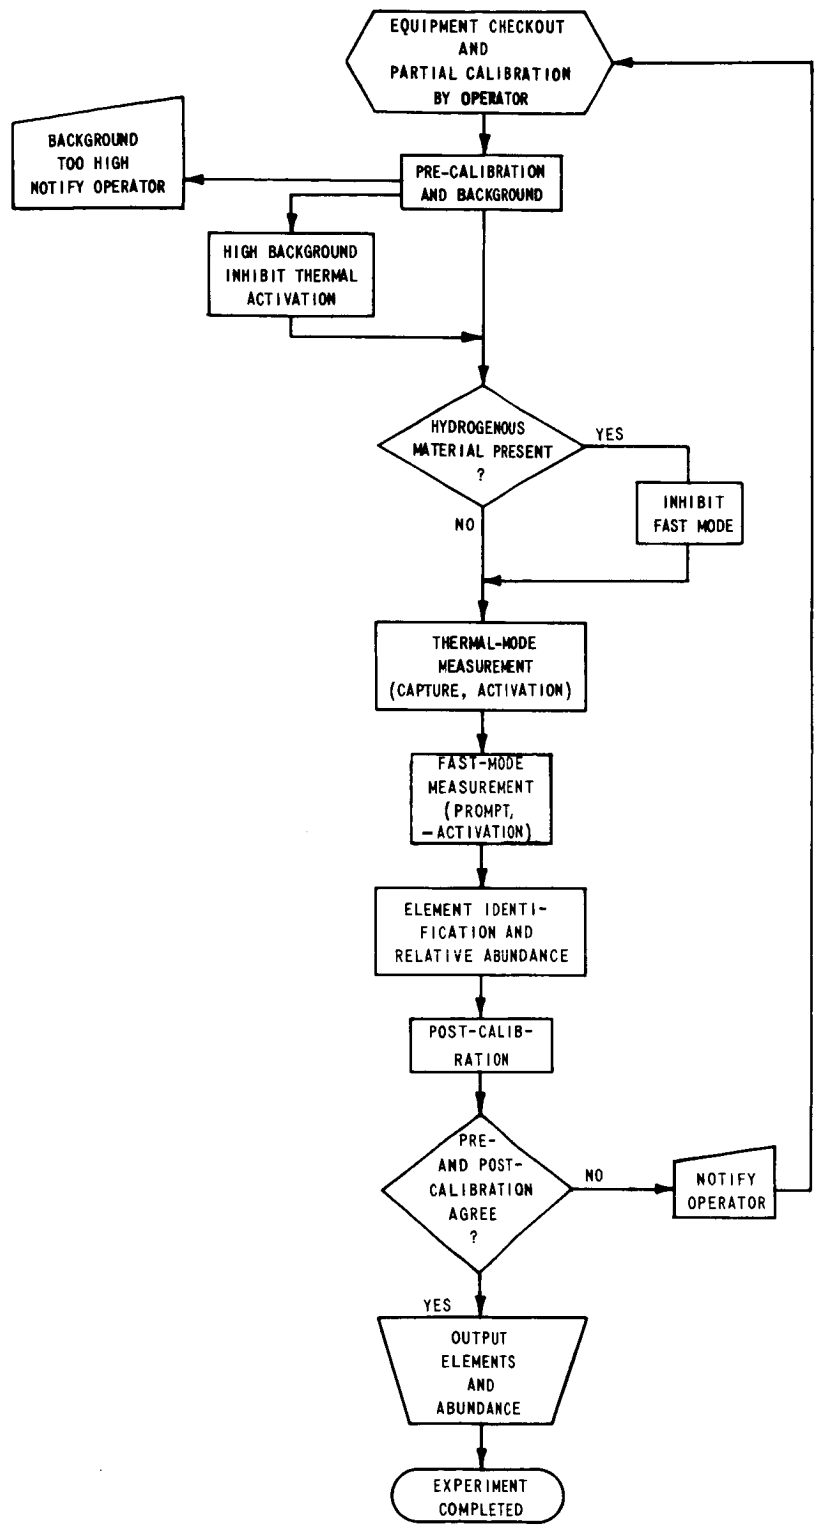 EQUIPMENT CHECKOUT
AND
PARTIAL CALIBRATION
BY OPERATOR
BACKGROUND
TOO HIGH
NOTIFY OPERATOR
PRE-CALIBRATION
AND BACKGROUND
HIGH BACKGROUND
INHIBIT THERMAL
ACTIVATION
HYDROGENOUS
MATERIAL PRESENT
?
YES
NO
INHIBIT
FAST MODE
THERMAL-MODE
MEASUREMENT
(CAPTURE, ACTIVATION)
FAST-MODE
MEASUREMENT
(PROMPT,
-ACTIVATION)
ELEMENT IDENTI-
FICATION AND
RELATIVE ABUNDANCE
POST-CALIB-
RATION
PRE-
AND POST-
CALIBRATION
AGREE
?
NO
NOTIFY
OPERATOR
YES
OUTPUT
ELEMENTS
AND
ABUNDANCE
EXPERIMENT
COMPLETED